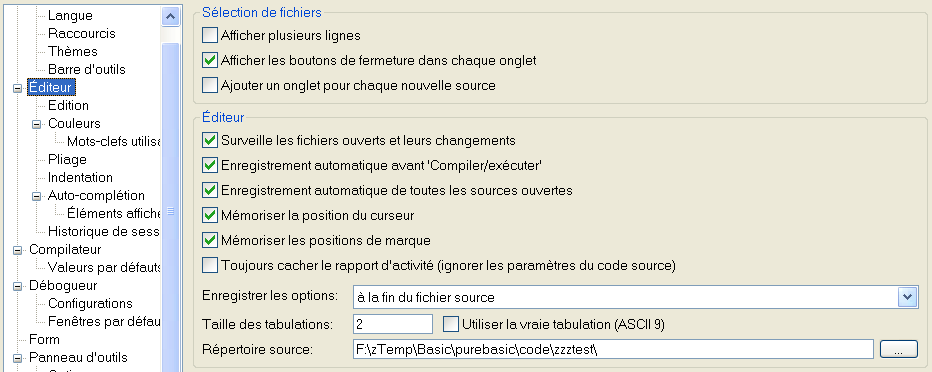 Langue
Raccourcis
Thèmes
Barre d'outils
Editeur
Edition
Couleurs
Mots-clefs utilisa
Pliage
Indentation
Auto-complétion
Éléments affiche
Historique de sess
Compilateur
Valeurs par défauts
Débogueur
Configurations
Fenêtres par défau
Form
Panneau d'outils
Sélection de fichiers
Afficher plusieurs lignes
Afficher les boutons de fermeture dans chaque onglet
Ajouter un onglet pour chaque nouvelle source
Éditeur
Surveille les fichiers ouverts et leurs changements
Enregistrement automatique avant 'Compiler/exécuter'
Enregistrement automatique de toutes les sources ouvertes
Mémoriser la position du curseur
Mémoriser les positions de marque
Toujours cacher le rapport d'activité (ignorer les paramètres du code source)
Enregistrer les options: à la fin du fichier source
Taille des tabulations: 2 Utiliser la vraie tabulation (ASCII 9)
Répertoire source: F:\zTemp\Basic\purebasic\code\zzztest\ ...